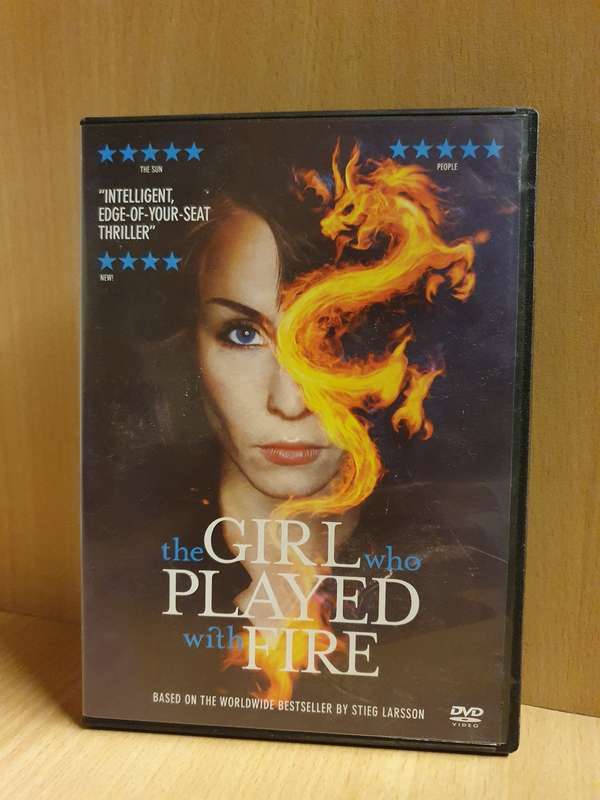 THE SUN
PEOPLE
"INTELLIGENT,
EDGE-OF-YOUR-SEAT
THRILLER"
NEW!
the GIRL who
PLAYED
with FIRE
BASED ON THE WORLDWIDE BESTSELLER BY STIEG LARSSON
DVD
VIDEO